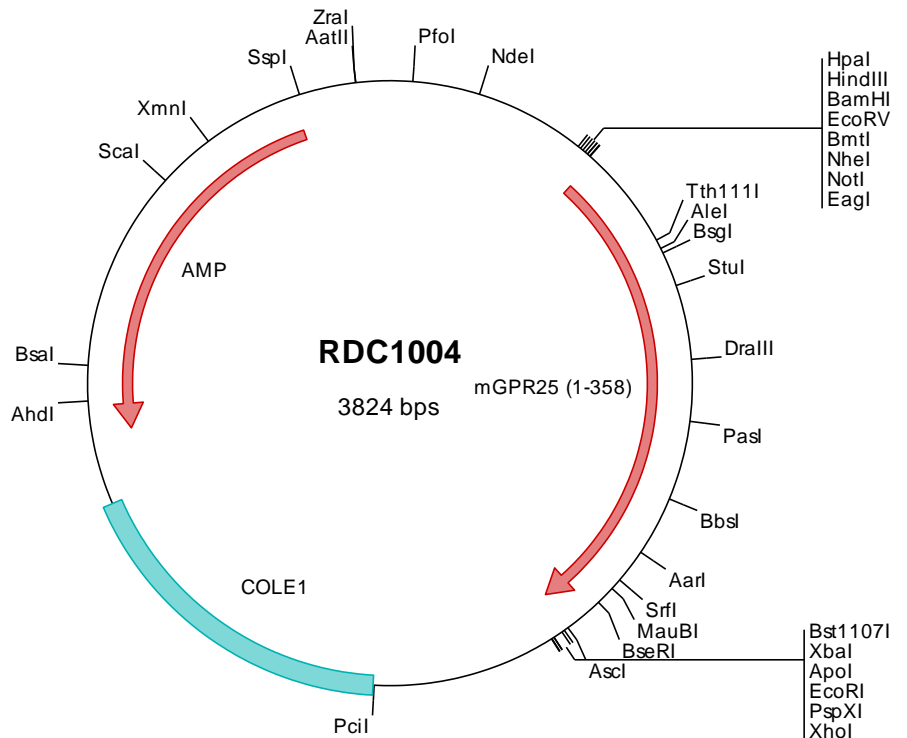 ZraI
AatII
PfoI
SspI
NdeI
HpaI
HindIII
BamHI
EcoRV
BmtI
NheI
NotI
EagI
XmnI
ScaI
Tth111I
AleI
BsgI
StuI
AMP
RDC1004
3824 bps
BsaI
DraIII
mGPR25 (1-358)
AhdI
PasI
BbsI
COLE1
AarI
SrfI
MauBI
BseRI
AscI
Bst1107I
XbaI
ApoI
EcoRI
PspXI
XhoI
PciI